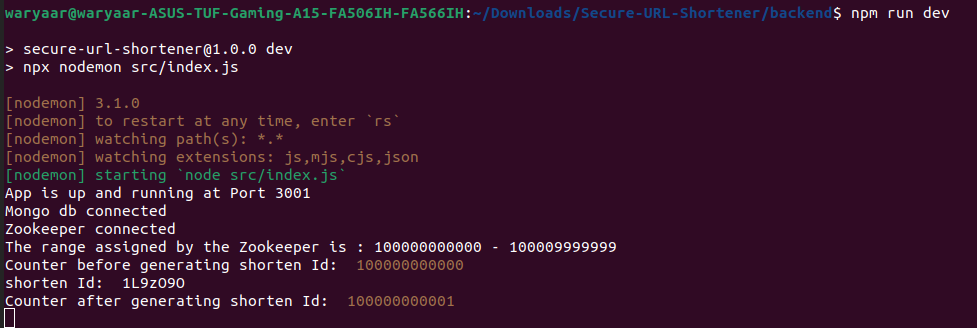 waryaar@waryaar-ASUS-TUF-Gaming-A15-FA506IH-FA566IH:~/Downloads/Secure-URL-Shortener/backend$ npm run dev
> secure-url-shortener@1.0.0 dev
> npx nodemon src/index.js
[nodemon] 3.1.0
[nodemon] to restart at any time, enter `rs`
[nodemon] watching path(s): *.*
[nodemon] watching extensions: js,mjs,cjs,json
[nodemon] starting `node src/index.js`
App is up and running at Port 3001
Mongo db connected
Zookeeper connected
The range assigned by the Zookeeper is : 100000000000 - 100009999999
Counter before generating shorten Id:  100000000000
shorten Id:  1L9zO9O
Counter after generating shorten Id:  100000000001